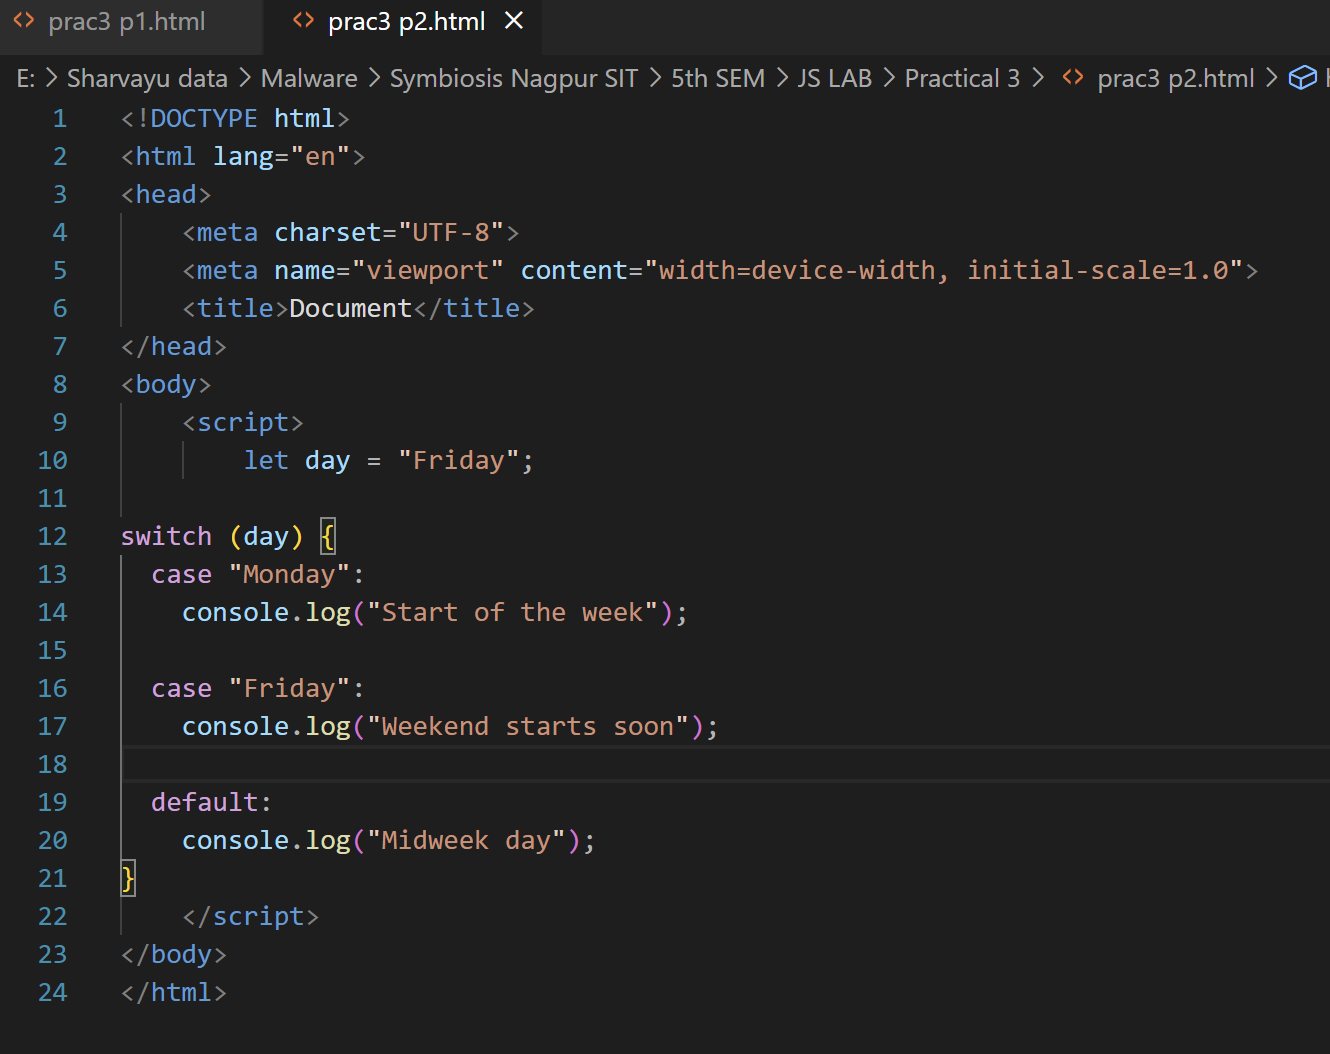 prac3 p1.html prac3 p2.html
E: > Sharvayu data > Malware > Symbiosis Nagpur SIT > 5th SEM > JS LAB > Practical 3 > prac3 p2.html >
1 <!DOCTYPE html>
2 <html lang="en">
3 <head>
4     <meta charset="UTF-8">
5     <meta name="viewport" content="width=device-width, initial-scale=1.0">
6     <title>Document</title>
7 </head>
8 <body>
9     <script>
10         let day = "Friday";
11
12 switch (day) {
13   case "Monday":
14     console.log("Start of the week");
15
16   case "Friday":
17     console.log("Weekend starts soon");
18
19   default:
20     console.log("Midweek day");
21 }
22     </script>
23 </body>
24 </html>